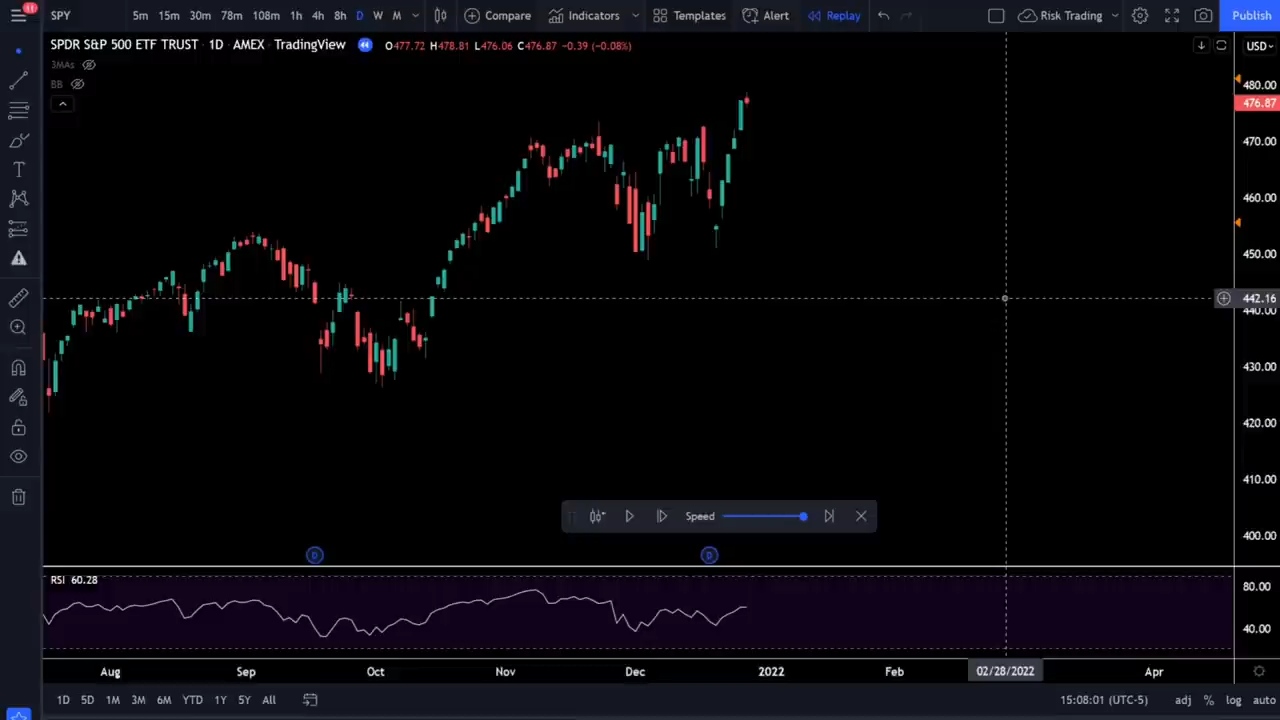 11 SPY 5m 15m 30m 78m 108m 1h 4h 8h D W M Compare Indicators Templates Alert Replay Risk Trading Publish
SPDR S&P 500 ETF TRUST · 1D · AMEX · TradingView O477.72 H478.81 L476.06 C476.87 -0.39 (-0.08%) USD
3MAs
BB
480.00
476.87
470.00
460.00
450.00
442.16
440.00
430.00
420.00
410.00
400.00
Speed
D D
RSI 60.28
80.00
40.00
Aug Sep Oct Nov Dec 2022 Feb 02/28/2022 Apr
1D 5D 1M 3M 6M YTD 1Y 5Y All 15:08:01 (UTC-5) adj % log auto